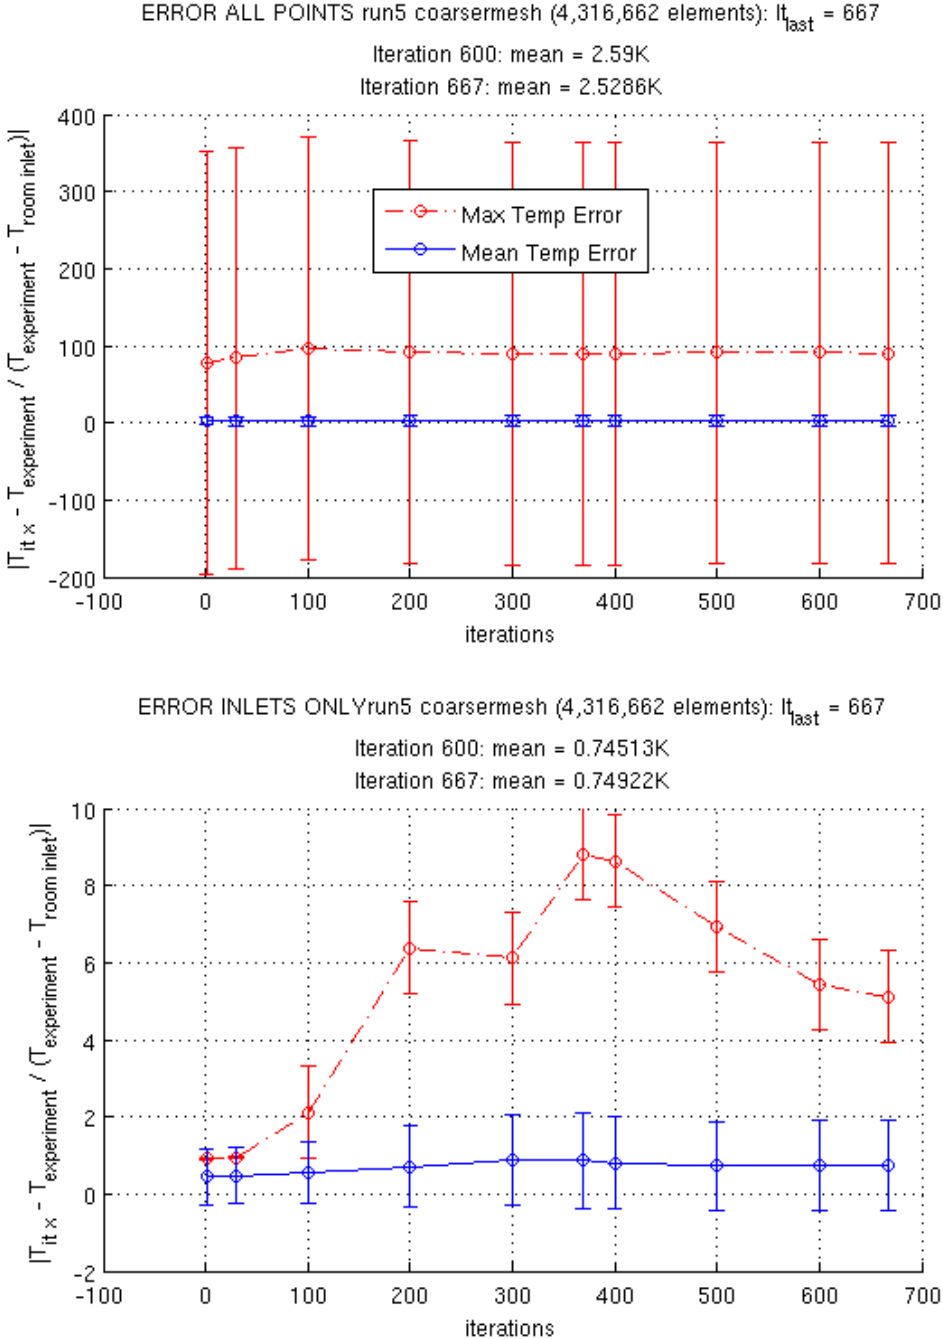 ERROR ALL POINTS run5 coarsermesh (4,316,662 elements): It_last = 667
Iteration 600: mean = 2.59K
Iteration 667: mean = 2.5286K
|T_it x - T_experiment / (T_experiment - T_room inlet)|
400
300
200
100
0
-100
-200
Max Temp Error
Mean Temp Error
-100 0 100 200 300 400 500 600 700
iterations
ERROR INLETS ONLYrun5 coarsermesh (4,316,662 elements): It_last = 667
Iteration 600: mean = 0.74513K
Iteration 667: mean = 0.74922K
|T_it x - T_experiment / (T_experiment - T_room inlet)|
10
8
6
4
2
0
-2
-100 0 100 200 300 400 500 600 700
iterations